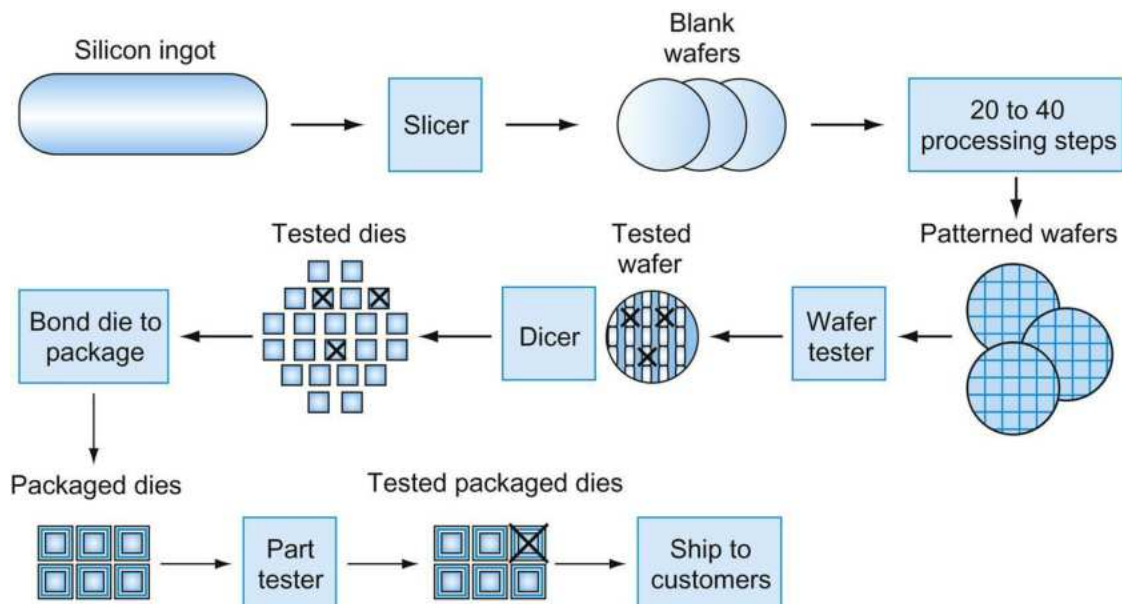 Silicon ingot
Slicer
Blank
wafers
20 to 40
processing steps
Patterned wafers
Wafer
tester
Tested
wafer
Dicer
Tested dies
Bond die to
package
Packaged dies
Part
tester
Tested packaged dies
Ship to
customers